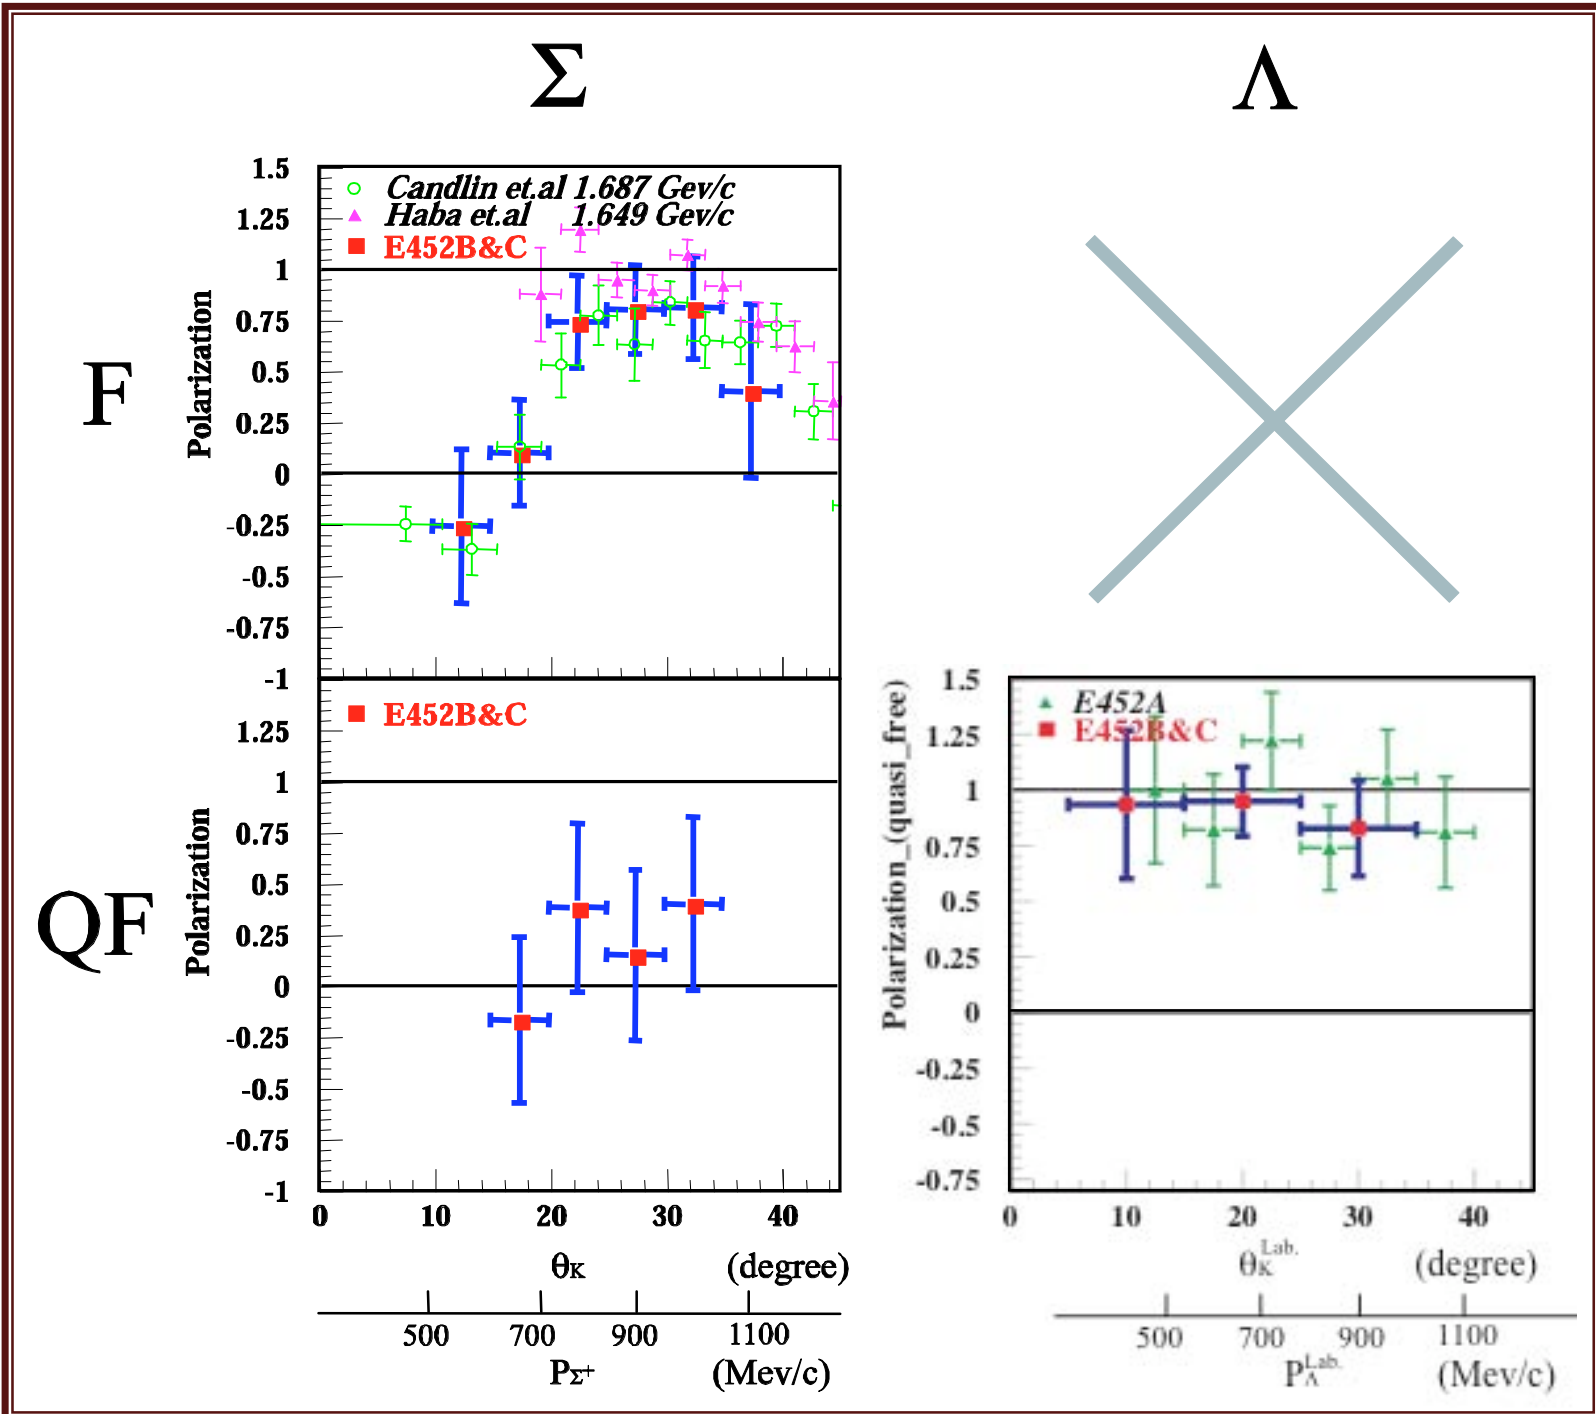 Σ Λ
F
Polarization
1.5
1.25
1
0.75
0.5
0.25
0
-0.25
-0.5
-0.75
-1
Candlin et.al 1.687 Gev/c
Haba et.al 1.649 Gev/c
E452B&C
QF
Polarization
1.25
1
0.75
0.5
0.25
0
-0.25
-0.5
-0.75
-1
E452B&C
0 10 20 30 40
θK (degree)
500 700 900 1100
PΣ+ (Mev/c)
Polarization_(quasi_free)
1.5
1.25
1
0.75
0.5
0.25
0
-0.25
-0.5
-0.75
E452A
E452B&C
0 10 20 30 40
θK Lab. (degree)
500 700 900 1100
PΛ Lab. (Mev/c)